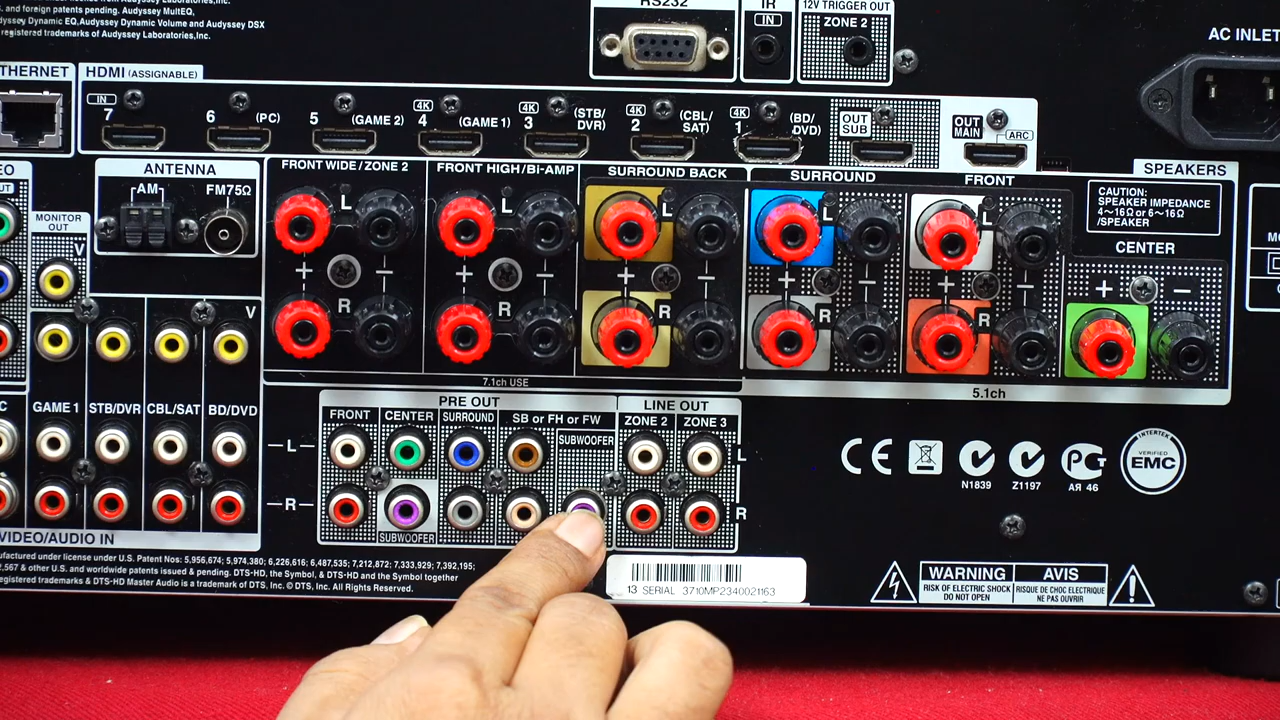 and foreign patents pending. Audyssey MultEQ,
Audyssey Dynamic Volume and Audyssey DSX
registered trademarks of Audyssey Laboratories,Inc.
RS232
IR
IN
12V TRIGGER OUT
ZONE 2
AC INLET
HDMI (ASSIGNABLE)
IN
7
6 (PC)
5 (GAME 2)
4K
4 (GAME 1)
4K
3 (STB/
DVR)
4K
2 (CBL/
SAT)
4K
1 (BD/
DVD)
OUT
SUB
OUT
MAIN
ARC
ANTENNA
AM
FM75Ω
FRONT WIDE / ZONE 2
FRONT HIGH/BI-AMP
SURROUND BACK
SURROUND
FRONT
SPEAKERS
CAUTION:
SPEAKER IMPEDANCE
4~16Ω or 6~16Ω
/SPEAKER
CENTER
MONITOR
OUT
V
L
L
L
L
L
+ −
+ −
+ −
+ −
+ −
+ −
R
R
R
R
R
V
7.1ch USE
5.1ch
GAME 1
STB/DVR
CBL/SAT
BD/DVD
PRE OUT
LINE OUT
FRONT
CENTER
SURROUND
SB or FH or FW
SUBWOOFER
ZONE 2
ZONE 3
L
L
R
R
SUBWOOFER
VIDEO/AUDIO IN
N1839
Z1197
АЯ 46
INTERTEK
VERIFIED
EMC
under license under U.S. Patent Nos: 5,956,674; 5,974,380; 6,226,616; 6,487,535; 7,212,872; 7,333,929; 7,392,195;
& other U.S. and worldwide patents issued & pending. DTS-HD, the Symbol, & DTS-HD and the Symbol together
registered trademarks & DTS-HD Master Audio is a trademark of DTS, Inc. © DTS, Inc. All Rights Reserved.
13 SERIAL 3710MP2340021163
WARNING
RISK OF ELECTRIC SHOCK
DO NOT OPEN
AVIS
RISQUE DE CHOC ELECTRIQUE
NE PAS OUVRIR